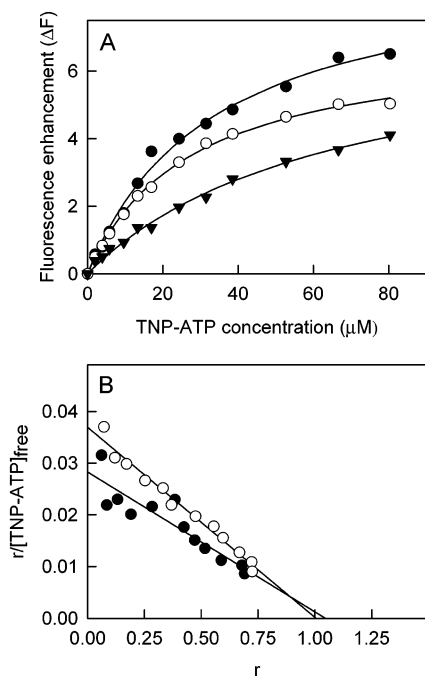 A
Fluorescence enhancement (ΔF)
6
4
2
0
0 20 40 60 80
TNP-ATP concentration (μM)
B
r/[TNP-ATP]free
0.04
0.03
0.02
0.01
0.00
0.00 0.25 0.50 0.75 1.00 1.25
r